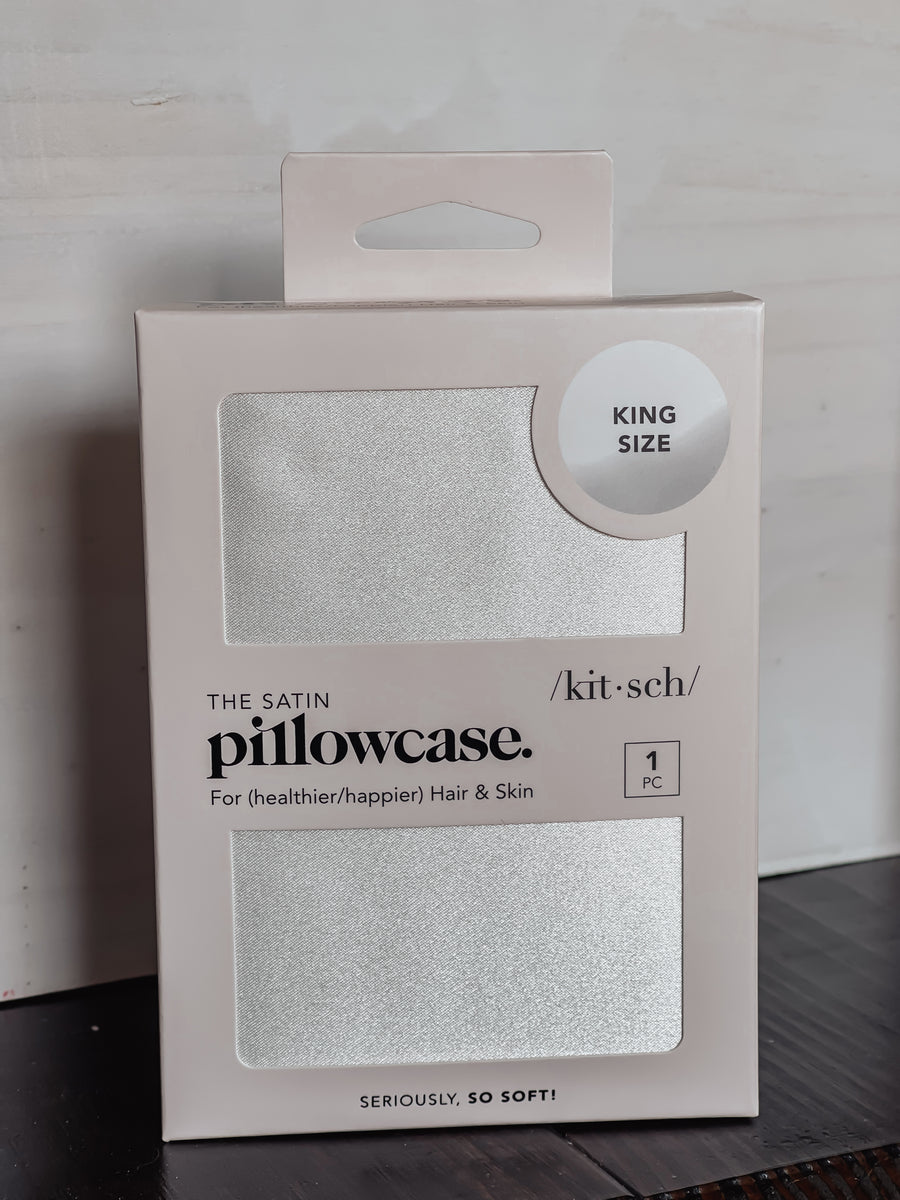 KING
SIZE
/kit·sch/
THE SATIN
pillowcase.
For (healthier/happier) Hair & Skin
1
PC
SERIOUSLY, SO SOFT!